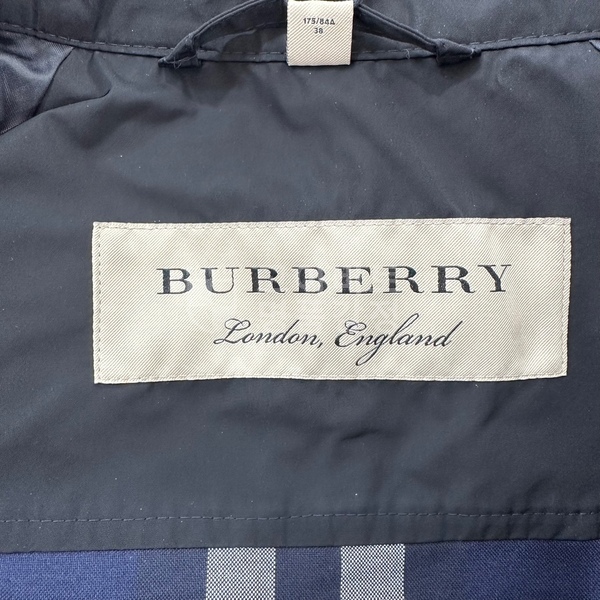 175/84A
38
BURBERRY
London, England